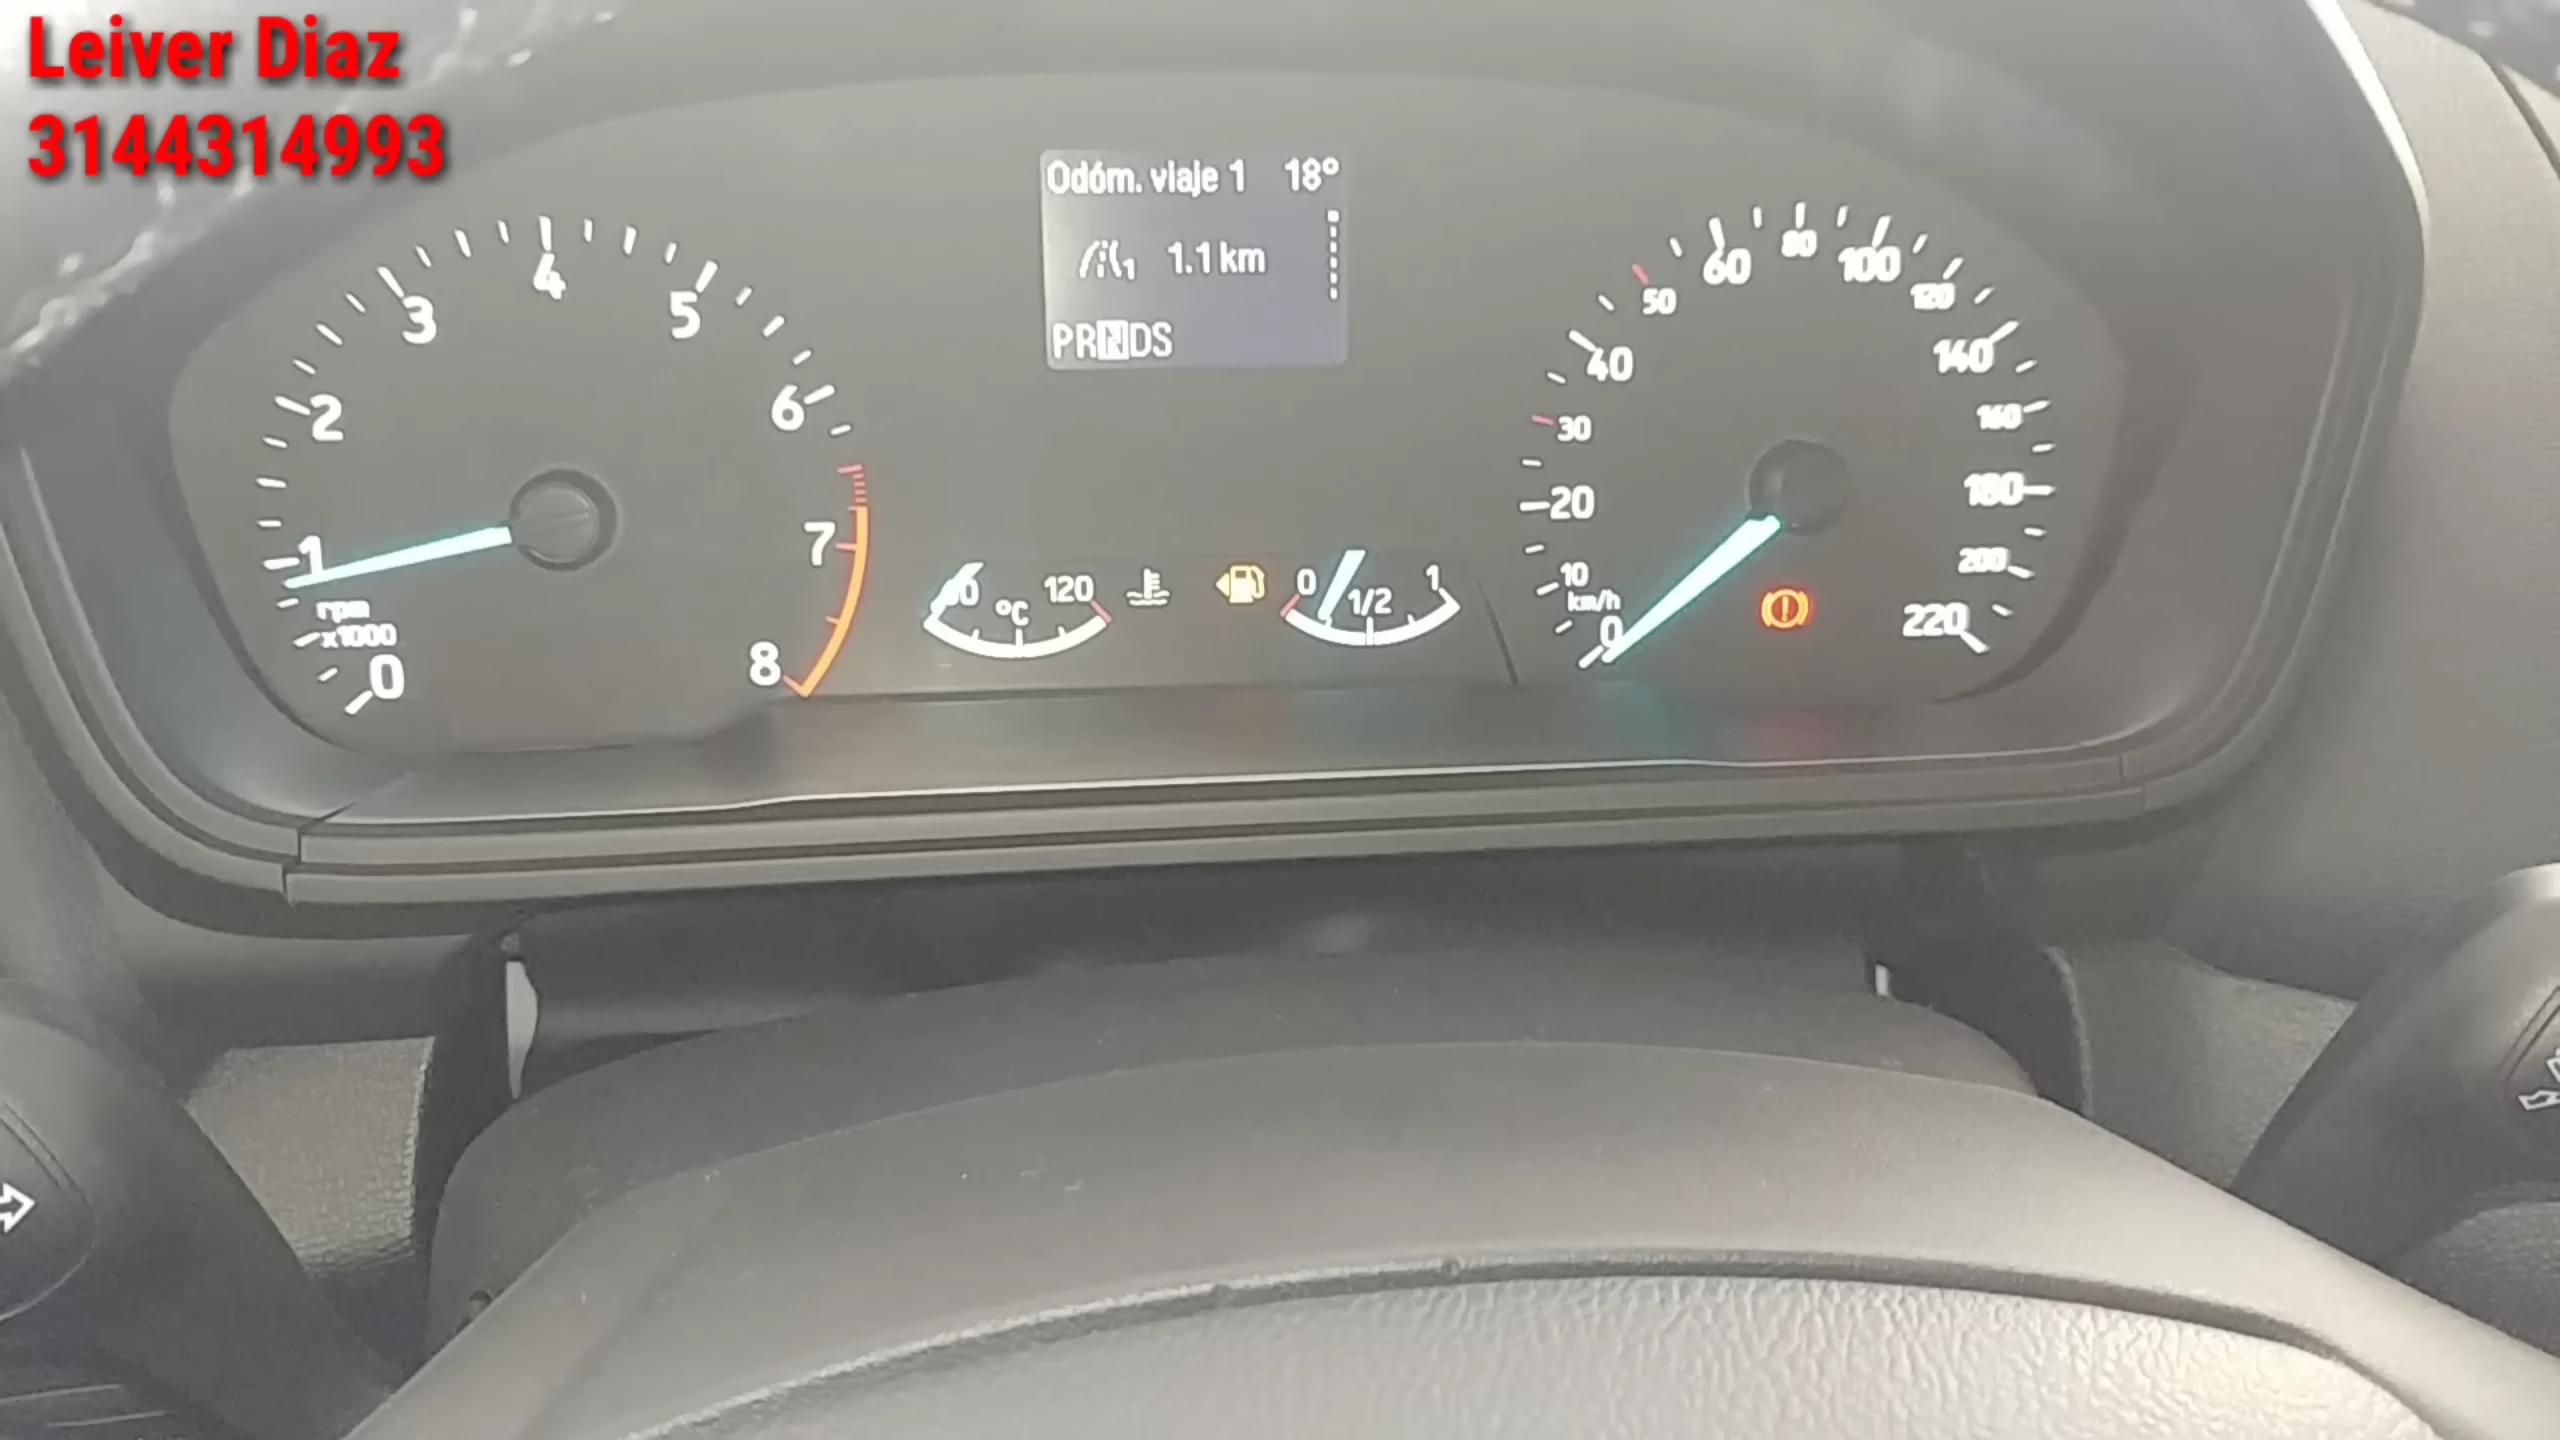 Leiver Diaz
3144314993
Odóm. viaje 1 18°
1 1.1 km
PRNDS
0 1 2 3 4 5 6 7 8
rpm
x1000
120
°C
0 1/2 1
0 10 20 30 40 50 60 80 100 120 140 160 180 200 220
km/h